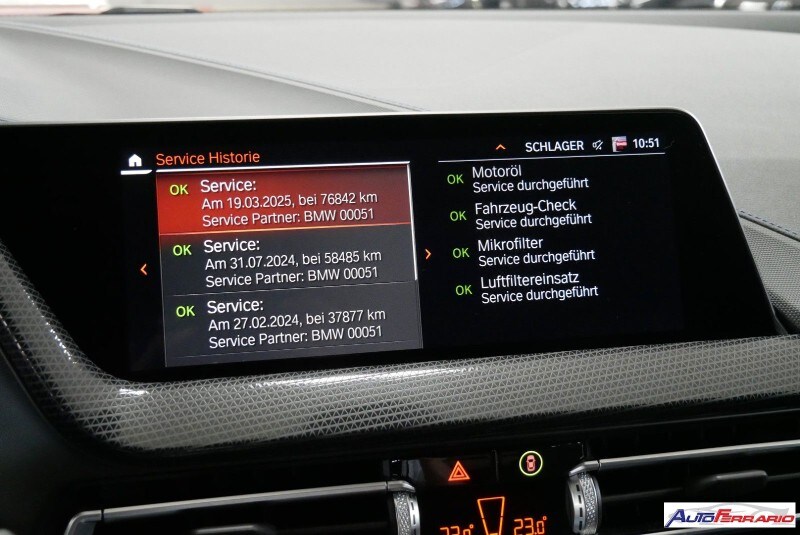 Service Historie
SCHLAGER 10:51
OK Service:
Am 19.03.2025, bei 76842 km
Service Partner: BMW 00051
OK Service:
Am 31.07.2024, bei 58485 km
Service Partner: BMW 00051
OK Service:
Am 27.02.2024, bei 37877 km
Service Partner: BMW 00051
OK Motoröl
Service durchgeführt
OK Fahrzeug-Check
Service durchgeführt
OK Mikrofilter
Service durchgeführt
OK Luftfiltereinsatz
Service durchgeführt
23.0°
AUTOFERRARIO